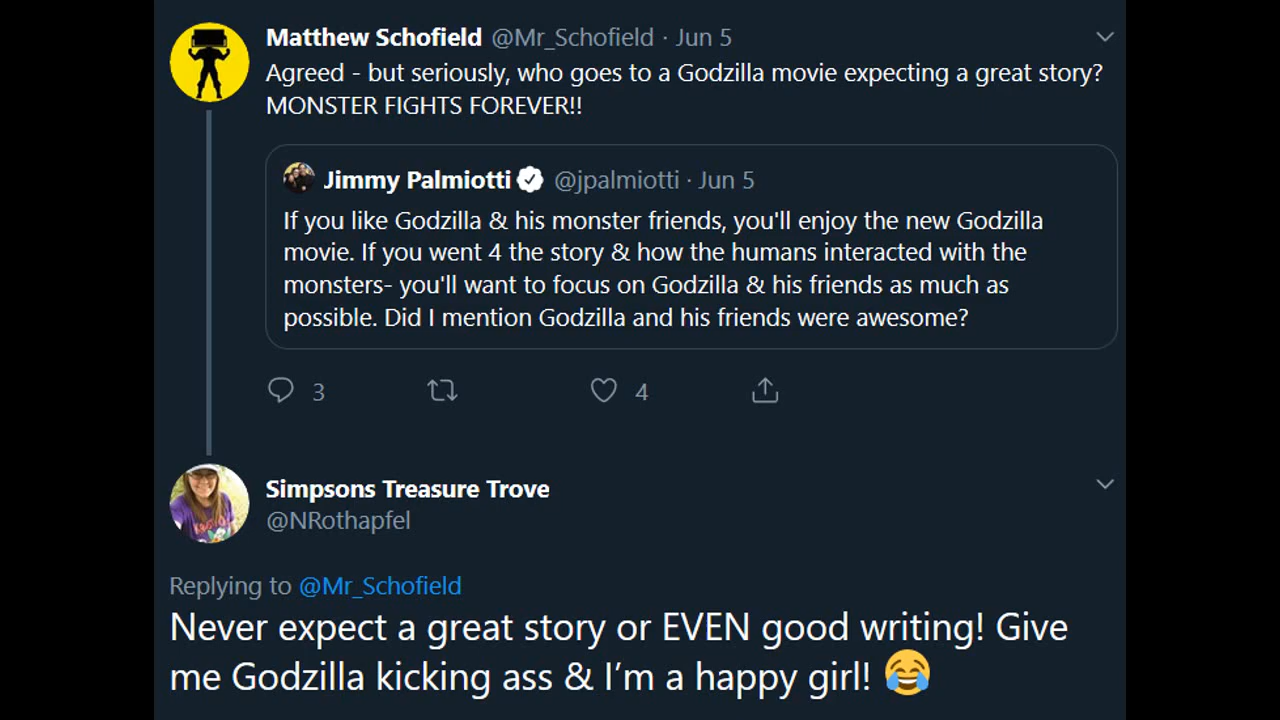 Matthew Schofield @Mr_Schofield · Jun 5
Agreed - but seriously, who goes to a Godzilla movie expecting a great story?
MONSTER FIGHTS FOREVER!!
Jimmy Palmiotti @jpalmiotti · Jun 5
If you like Godzilla & his monster friends, you'll enjoy the new Godzilla
movie. If you went 4 the story & how the humans interacted with the
monsters- you'll want to focus on Godzilla & his friends as much as
possible. Did I mention Godzilla and his friends were awesome?
3 4
Simpsons Treasure Trove
@NRothapfel
Replying to @Mr_Schofield
Never expect a great story or EVEN good writing! Give
me Godzilla kicking ass & I’m a happy girl! 😂